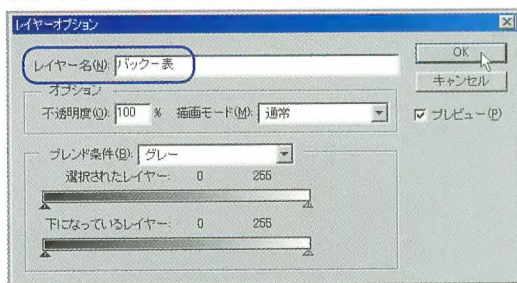 レイヤーオプション
レイヤー名(N): バックー表
OK
キャンセル
オプション
不透明度(O): 100 % 描画モード(M): 通常
プレビュー(P)
ブレンド条件(B): グレー
選択されたレイヤー: 0 255
下になっているレイヤー: 0 255